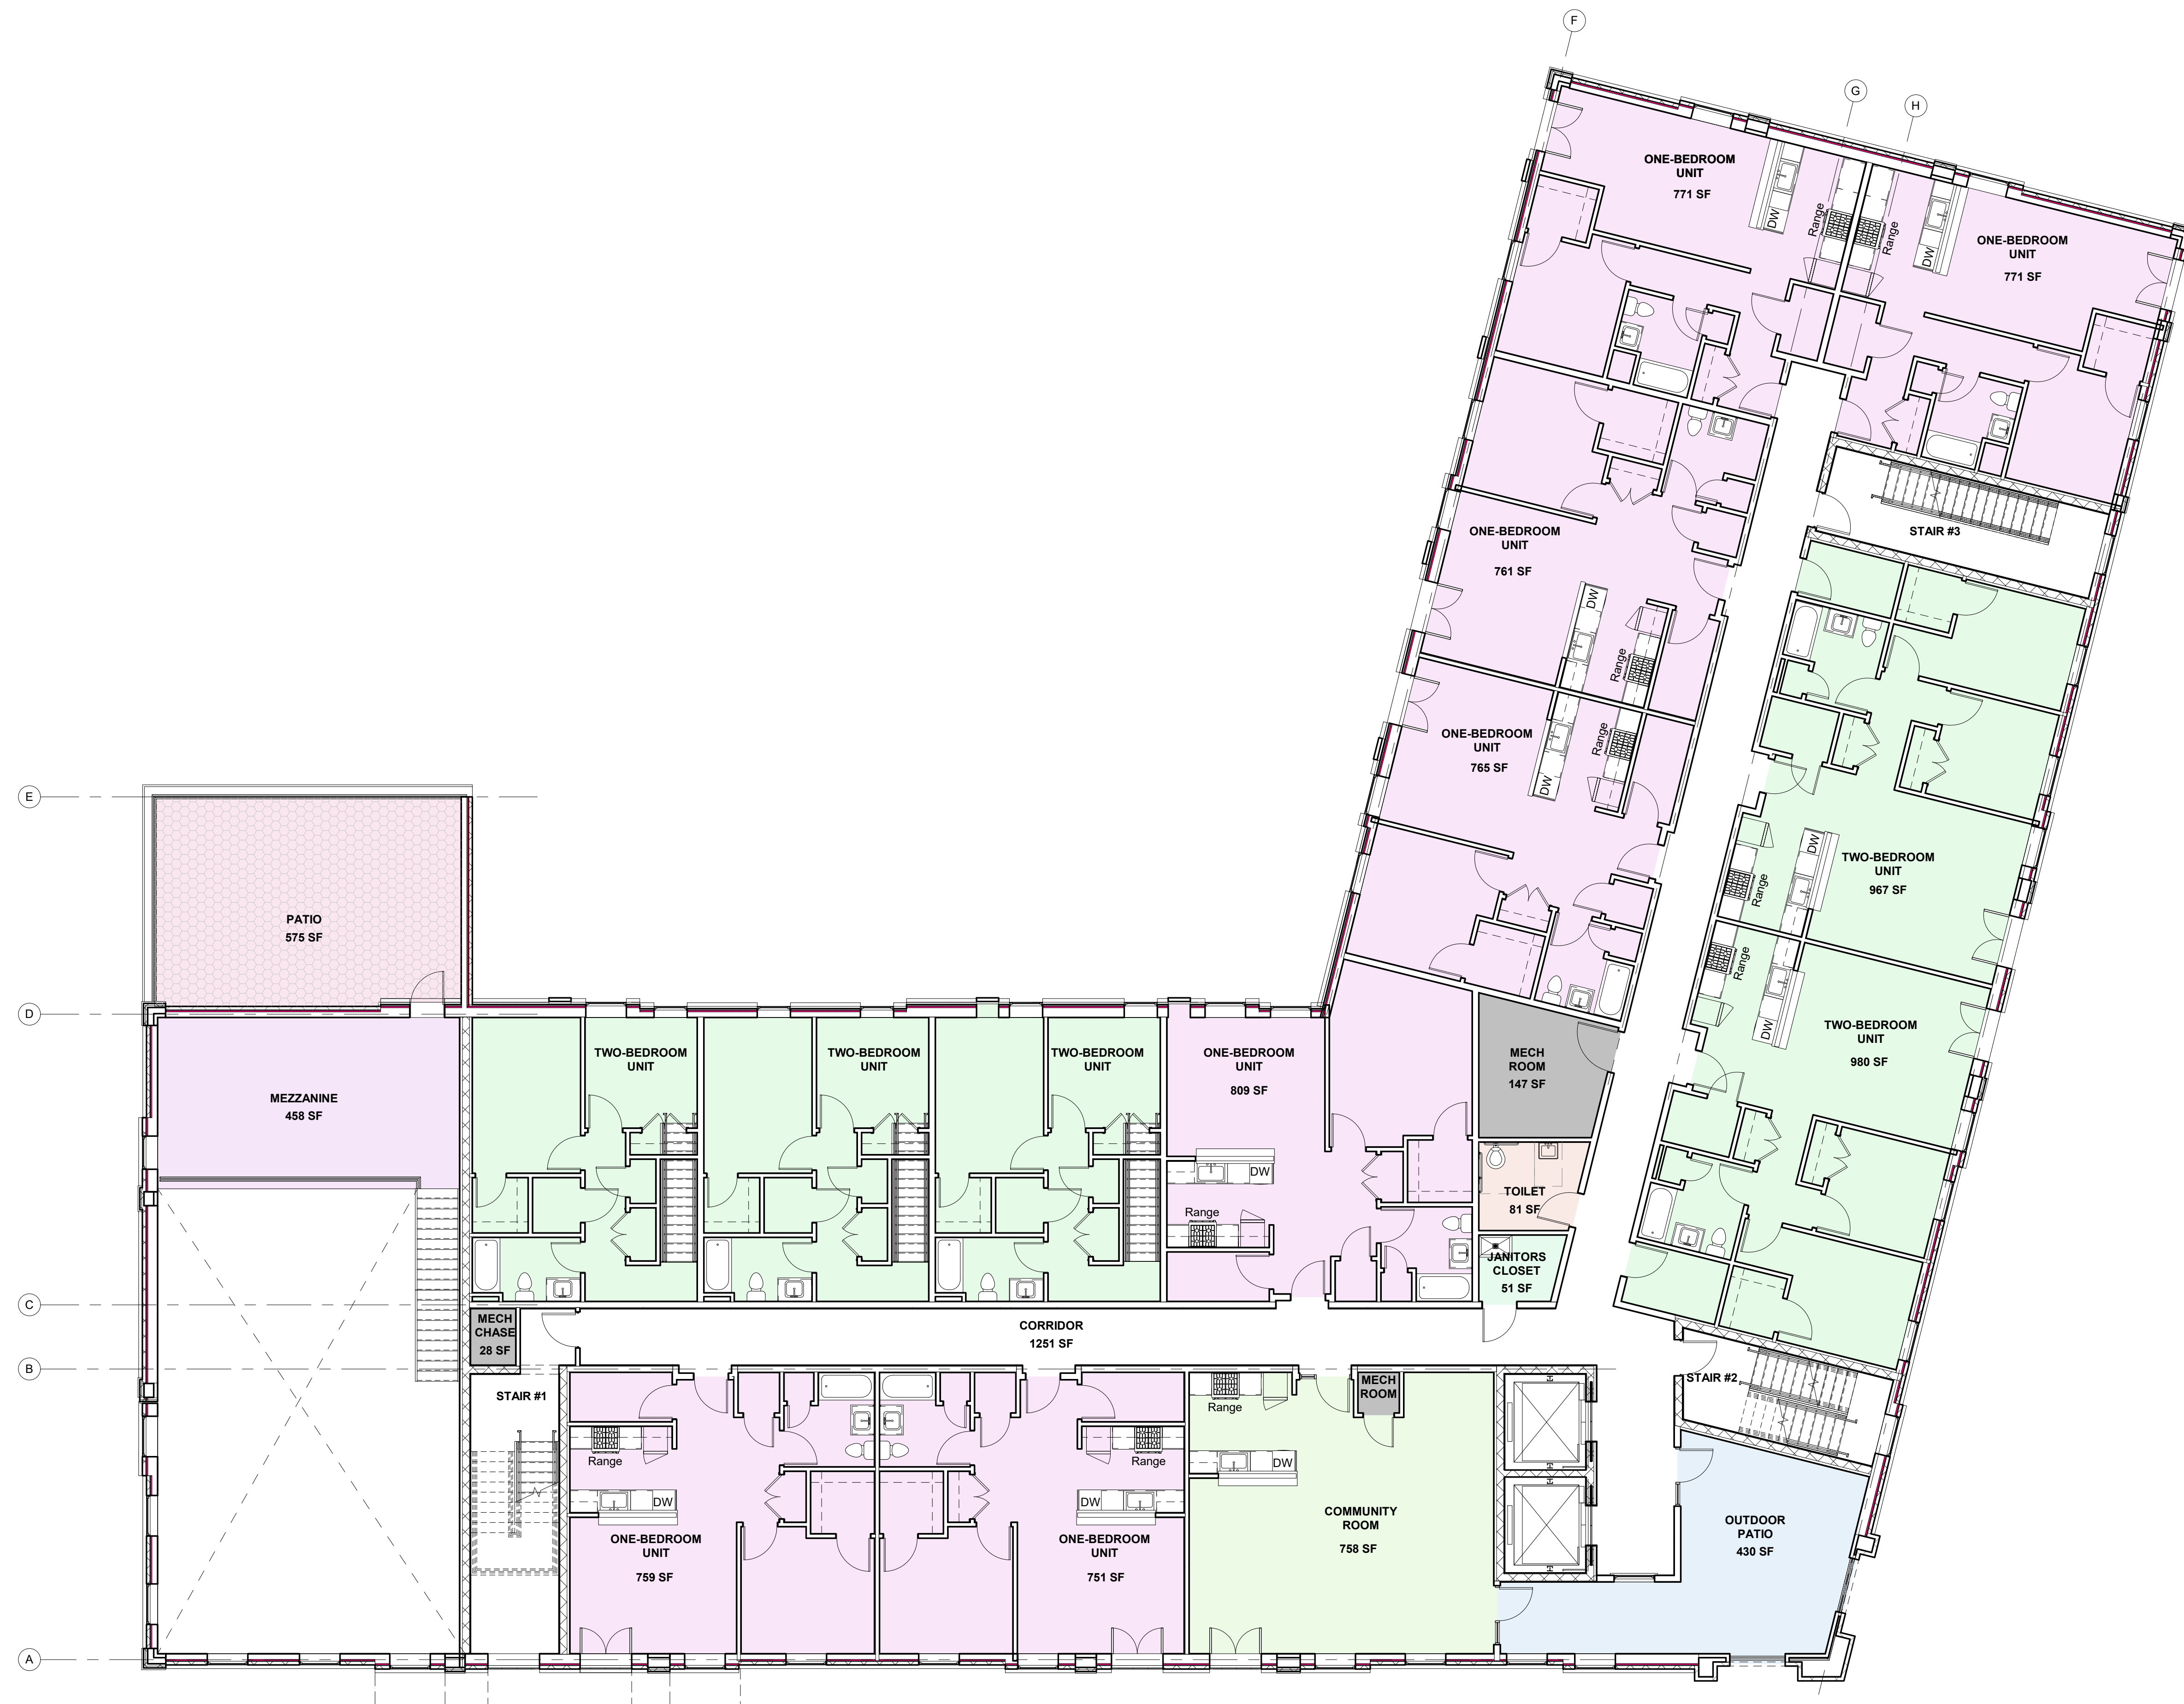 F
G
H
ONE-BEDROOM
UNIT
771 SF
DW
Range
Range
DW
ONE-BEDROOM
UNIT
771 SF
STAIR #3
ONE-BEDROOM
UNIT
761 SF
DW
Range
ONE-BEDROOM
UNIT
765 SF
DW
Range
E
DW
Range
TWO-BEDROOM
UNIT
967 SF
PATIO
575 SF
Range
DW
TWO-BEDROOM
UNIT
980 SF
D
MEZZANINE
458 SF
TWO-BEDROOM
UNIT
TWO-BEDROOM
UNIT
TWO-BEDROOM
UNIT
ONE-BEDROOM
UNIT
809 SF
DW
Range
MECH
ROOM
147 SF
TOILET
81 SF
JANITORS
CLOSET
51 SF
C
MECH
CHASE
28 SF
CORRIDOR
1251 SF
B
STAIR #1
STAIR #2
Range
DW
ONE-BEDROOM
UNIT
759 SF
Range
DW
ONE-BEDROOM
UNIT
751 SF
Range
DW
MECH
ROOM
COMMUNITY
ROOM
758 SF
OUTDOOR
PATIO
430 SF
A